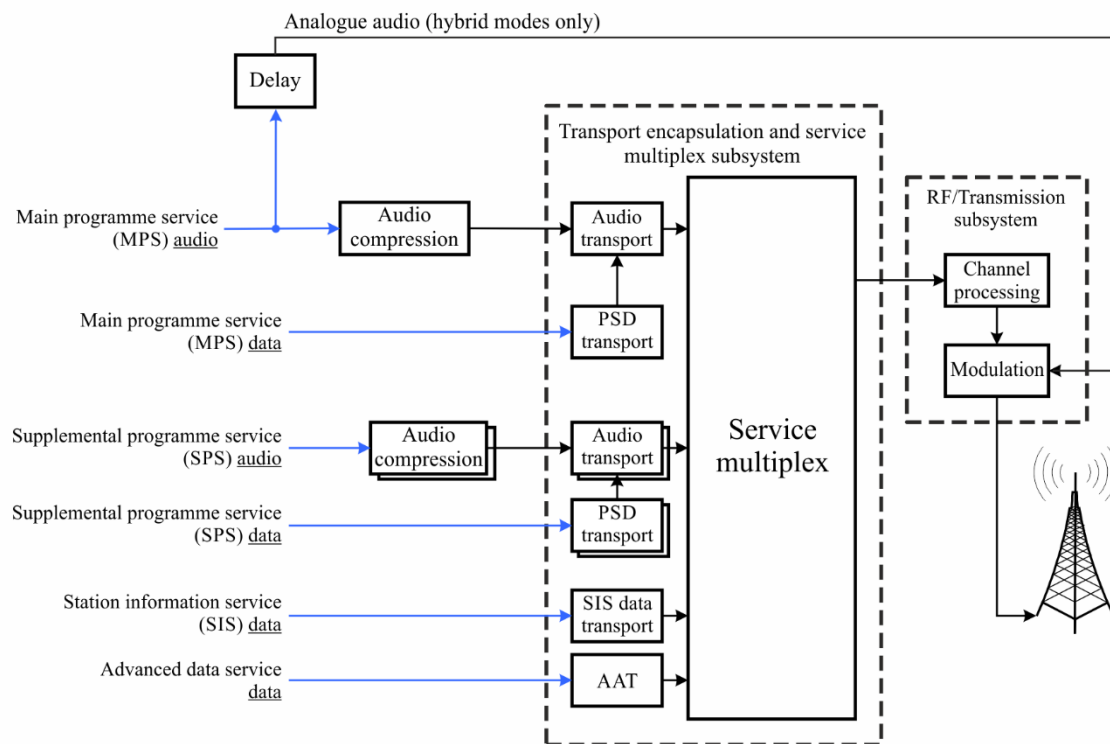 Analogue audio (hybrid modes only)
Delay
Transport encapsulation and service
multiplex subsystem
RF/Transmission
subsystem
Main programme service
(MPS) audio
Audio
compression
Audio
transport
Channel
processing
Main programme service
(MPS) data
PSD
transport
Modulation
Supplemental programme service
(SPS) audio
Audio
compression
Audio
transport
Service
multiplex
Supplemental programme service
(SPS) data
PSD
transport
Station information service
(SIS) data
SIS data
transport
Advanced data service
data
AAT